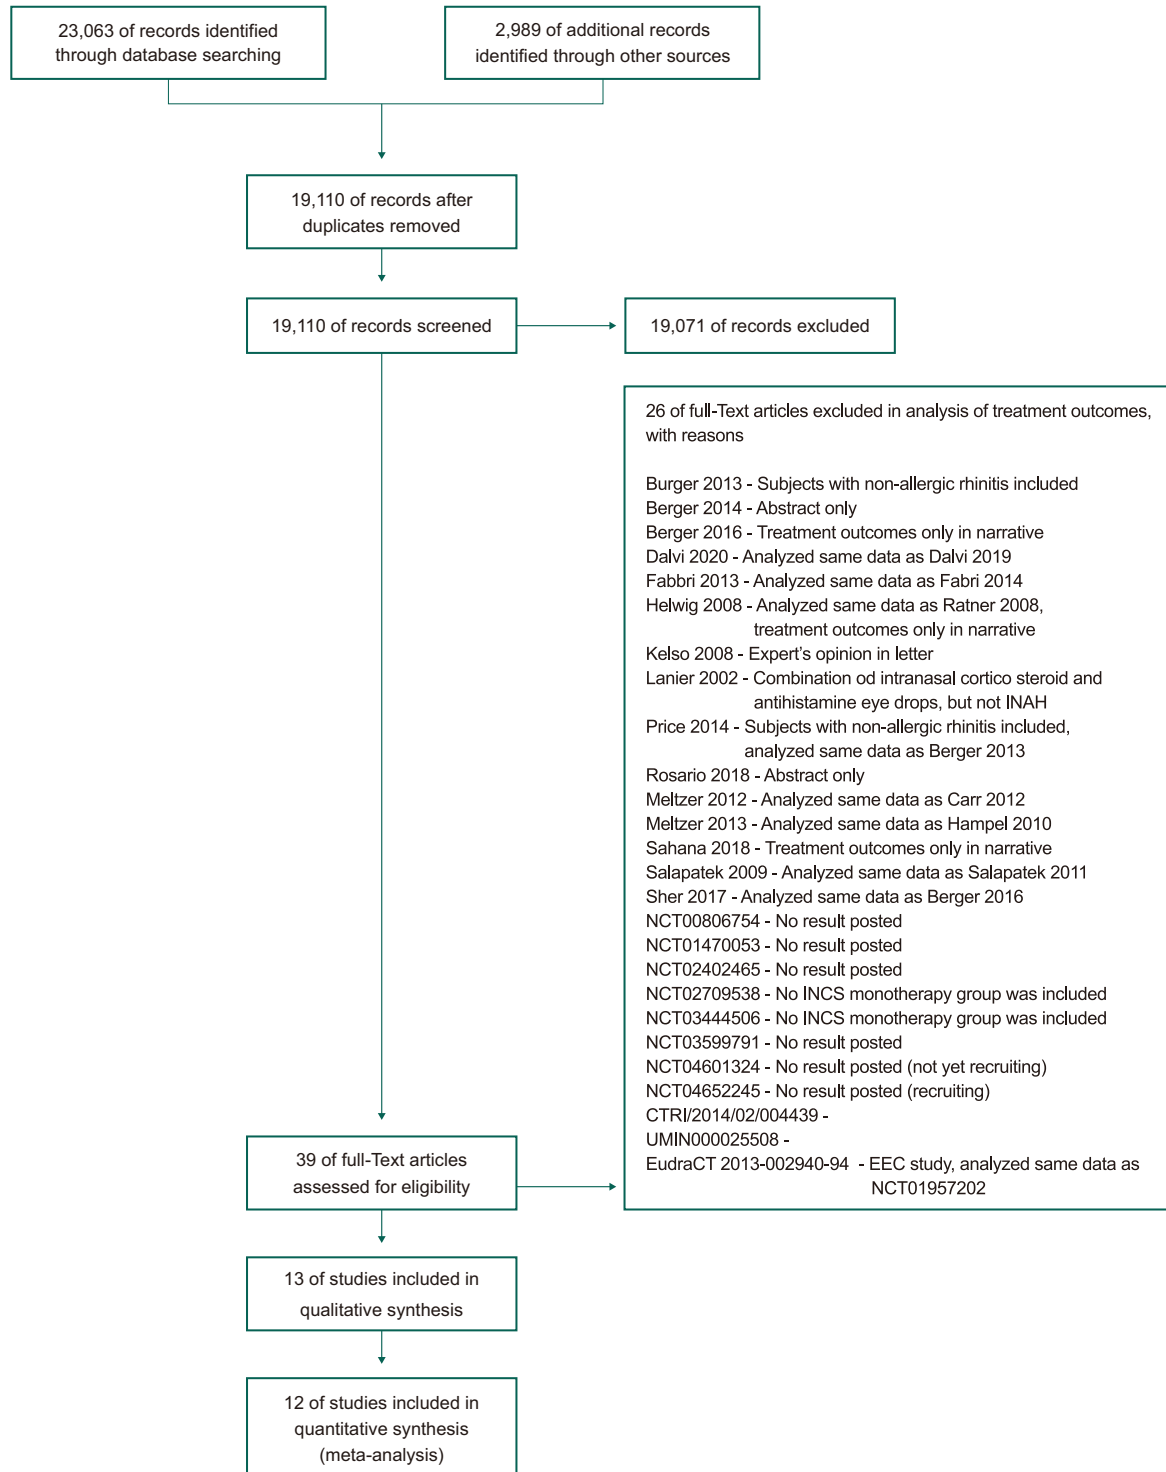 23,063 of records identified
through database searching
2,989 of additional records
identified through other sources
19,110 of records after
duplicates removed
19,110 of records screened
19,071 of records excluded
26 of full-Text articles excluded in analysis of treatment outcomes,
with reasons
Burger 2013 - Subjects with non-allergic rhinitis included
Berger 2014 - Abstract only
Berger 2016 - Treatment outcomes only in narrative
Dalvi 2020 - Analyzed same data as Dalvi 2019
Fabbri 2013 - Analyzed same data as Fabri 2014
Helwig 2008 - Analyzed same data as Ratner 2008,
treatment outcomes only in narrative
Kelso 2008 - Expert's opinion in letter
Lanier 2002 - Combination od intranasal cortico steroid and
antihistamine eye drops, but not INAH
Price 2014 - Subjects with non-allergic rhinitis included,
analyzed same data as Berger 2013
Rosario 2018 - Abstract only
Meltzer 2012 - Analyzed same data as Carr 2012
Meltzer 2013 - Analyzed same data as Hampel 2010
Sahana 2018 - Treatment outcomes only in narrative
Salapatek 2009 - Analyzed same data as Salapatek 2011
Sher 2017 - Analyzed same data as Berger 2016
NCT00806754 - No result posted
NCT01470053 - No result posted
NCT02402465 - No result posted
NCT02709538 - No INCS monotherapy group was included
NCT03444506 - No INCS monotherapy group was included
NCT03599791 - No result posted
NCT04601324 - No result posted (not yet recruiting)
NCT04652245 - No result posted (recruiting)
CTRI/2014/02/004439 -
UMIN000025508 -
EudraCT 2013-002940-94 - EEC study, analyzed same data as
NCT01957202
39 of full-Text articles
assessed for eligibility
13 of studies included in
qualitative synthesis
12 of studies included in
quantitative synthesis
(meta-analysis)